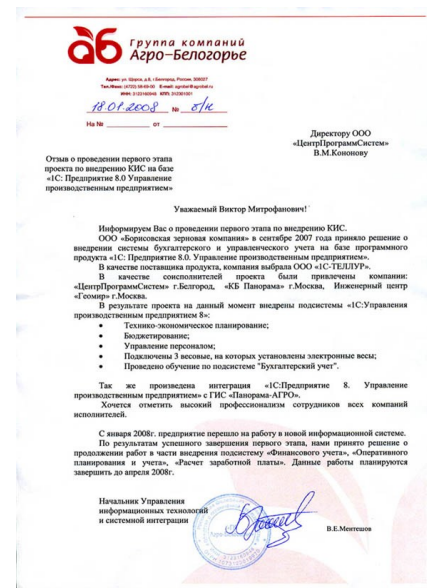 аб Группа компаний
Агро-Белогорье
Адрес: ул. Щорса, д.8, г.Белгород, Россия, 308027
Тел./Факс: (4722) 58-69-00 E-mail: agrobel@agrobel.ru
ИНН: 3123160946 КПП: 312301001
18.01.2008 № б/н
На № от
Директору ООО
«ЦентрПрограммСистем»
В.М.Кононову
Отзыв о проведении первого этапа
проекта по внедрению КИС на базе
«1С: Предприятие 8.0 Управление
производственным предприятием»
Уважаемый Виктор Митрофанович!
Информируем Вас о проведении первого этапа по внедрению КИС.
ООО «Борисовская зерновая компания» в сентябре 2007 года приняло решение о
внедрении системы бухгалтерского и управленческого учета на базе программного
продукта «1С: Предприятие 8.0. Управление производственным предприятием».
В качестве поставщика продукта, компания выбрала ООО «1С-ТЕЛЛУР».
В качестве соисполнителей проекта были привлечены компании:
«ЦентрПрограммСистем» г.Белгород, «КБ Панорама» г.Москва, Инженерный центр
«Геомир» г.Москва.
В результате проекта на данный момент внедрены подсистемы «1С:Управления
производственным предприятием 8»:
• Технико-экономическое планирование;
• Бюджетирование;
• Управление персоналом;
• Подключены 3 весовые, на которых установлены электронные весы;
• Проведено обучение по подсистеме "Бухгалтерский учет".
Так же произведена интеграция «1С:Предприятие 8. Управление
производственным предприятием» с ГИС «Панорама-АГРО».
Хочется отметить высокий профессионализм сотрудников всех компаний
исполнителей.
С января 2008г. предприятие перешло на работу в новой информационной системе.
По результатам успешного завершения первого этапа, нами принято решение о
продолжении работ в части внедрения подсистему «Финансового учета», «Оперативного
планирования и учета», «Расчет заработной платы». Данные работы планируются
завершить до апреля 2008г.
Начальник Управления
информационных технологий
и системной интеграции
В.Е.Ментешов